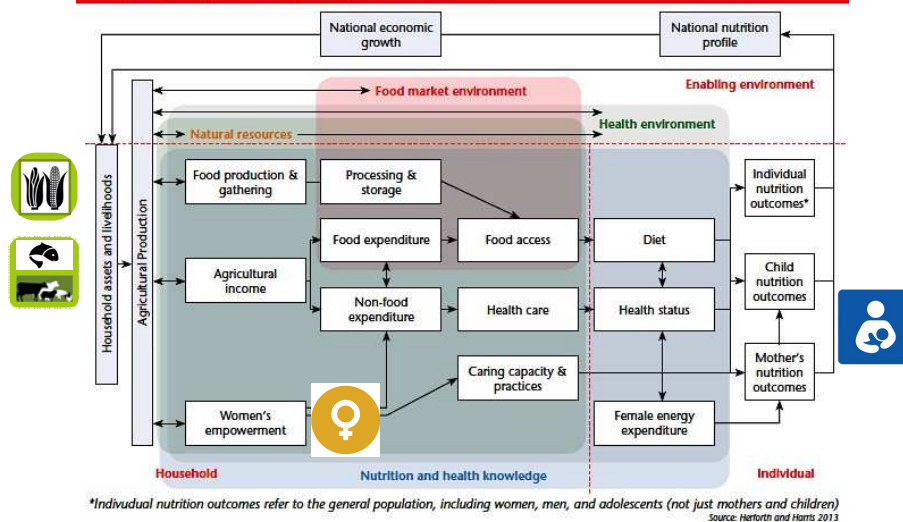 National economic
growth
National nutrition
profile
Enabling environment
Food market environment
Health environment
Natural resources
Household assets and livelihoods
Agricultural Production
Food production &
gathering
Processing &
storage
Individual
nutrition
outcomes*
Food expenditure
Food access
Diet
Agricultural
income
Child
nutrition
outcomes
Non-food
expenditure
Health care
Health status
Caring capacity &
practices
Mother's
nutrition
outcomes
Women's
empowerment
Female energy
expenditure
Household
Nutrition and health knowledge
Individual
*Indivudual nutrition outcomes refer to the general population, including women, men, and adolescents (not just mothers and children)
Source: Herforth and Harris 2013